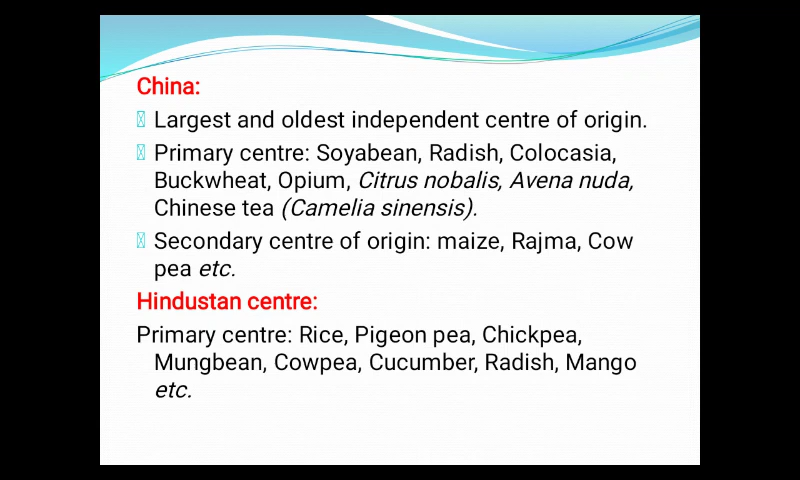 China:
Largest and oldest independent centre of origin.
Primary centre: Soyabean, Radish, Colocasia,
Buckwheat, Opium, Citrus nobalis, Avena nuda,
Chinese tea (Camelia sinensis).
Secondary centre of origin: maize, Rajma, Cow
pea etc.
Hindustan centre:
Primary centre: Rice, Pigeon pea, Chickpea,
Mungbean, Cowpea, Cucumber, Radish, Mango
etc.